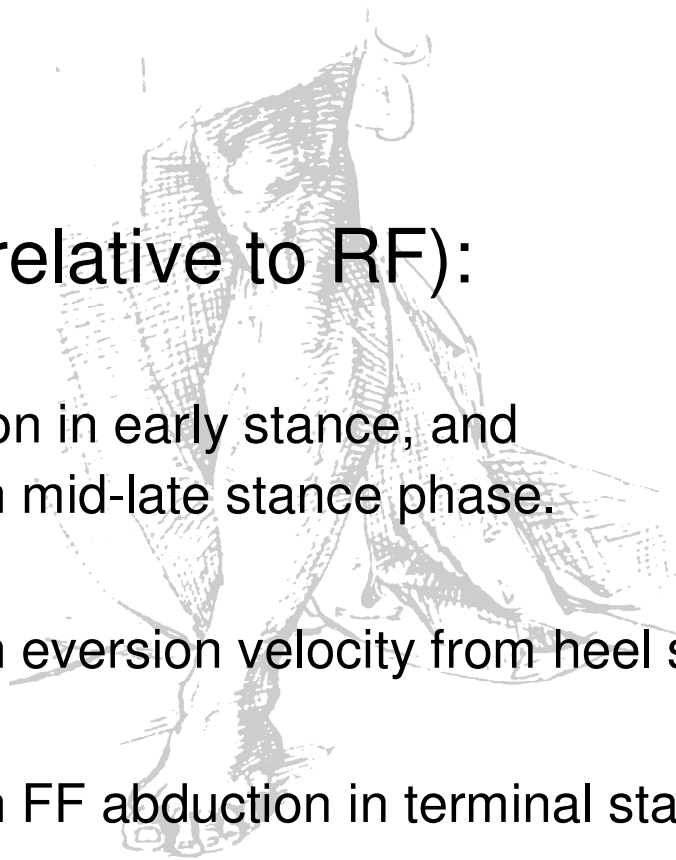 relative to RF):
on in early stance, and
mid-late stance phase.
eversion velocity from heel s
FF abduction in terminal sta